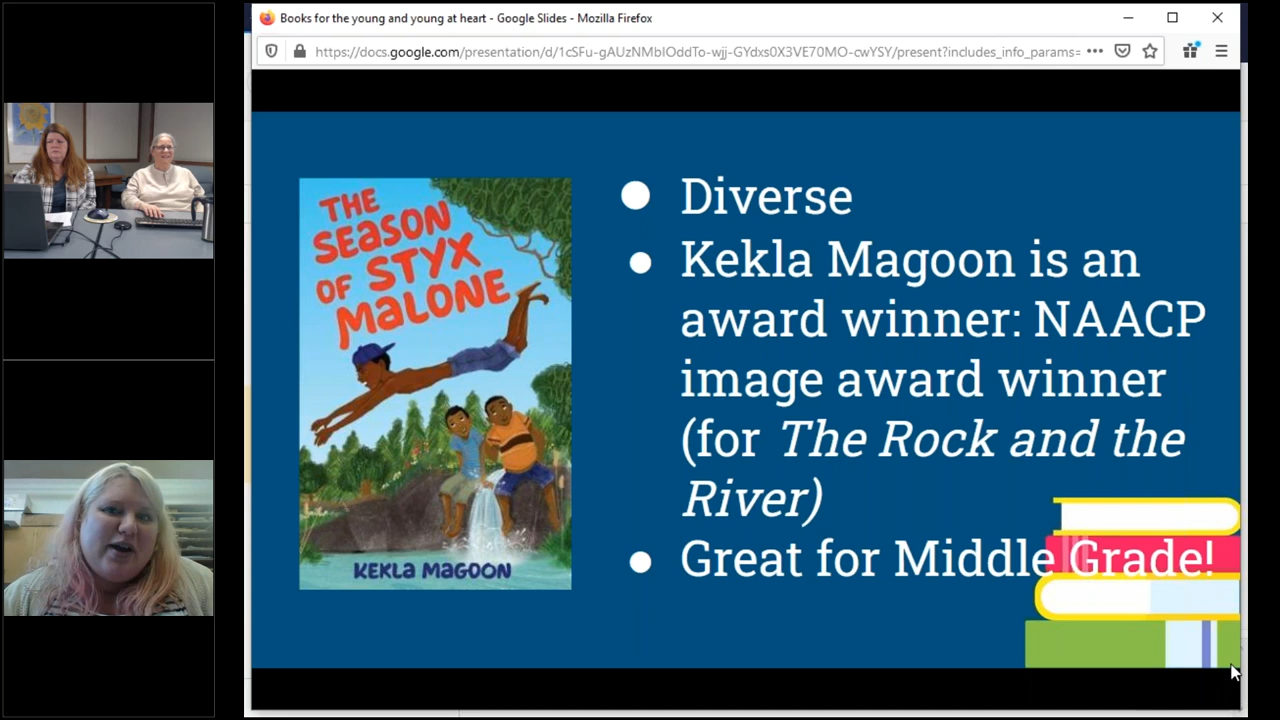 Books for the young and young at heart - Google Slides - Mozilla Firefox
https://docs.google.com/presentation/d/1cSFu-gAUzNMbIOddTo-wjj-GYdxs0X3VE70MO-cwYSY/present?includes_info_params=
THE
SEASON
OF STYX
MALONE
KEKLA MAGOON
● Diverse
● Kekla Magoon is an
award winner: NAACP
image award winner
(for The Rock and the
River)
● Great for Middle Grade!